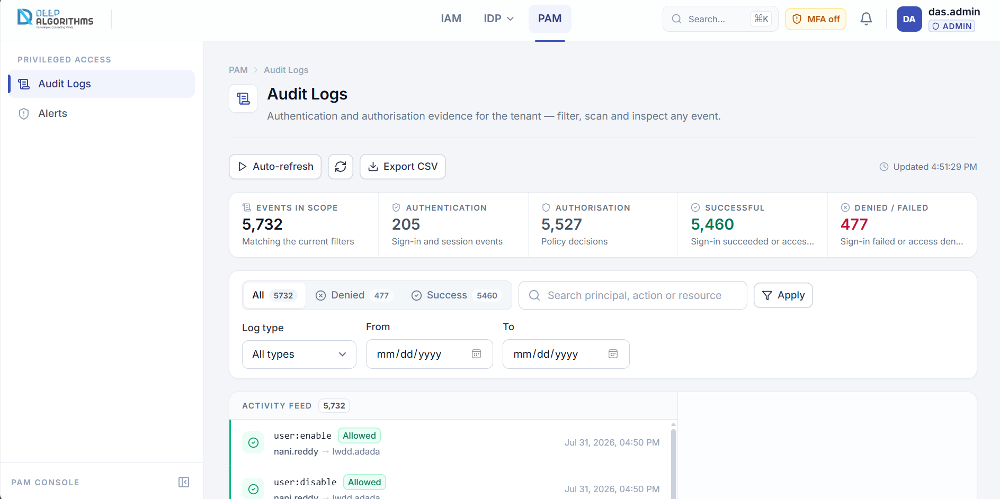 DEEP
ALGORITHMS
Fostering AI, Connecting Minds
IAM
IDP
PAM
Search...
⌘K
MFA off
DA
das.admin
ADMIN
PRIVILEGED ACCESS
Audit Logs
Alerts
PAM CONSOLE
PAM > Audit Logs
Audit Logs
Authentication and authorisation evidence for the tenant — filter, scan and inspect any event.
Auto-refresh
Export CSV
Updated 4:51:29 PM
EVENTS IN SCOPE
5,732
Matching the current filters
AUTHENTICATION
205
Sign-in and session events
AUTHORISATION
5,527
Policy decisions
SUCCESSFUL
5,460
Sign-in succeeded or acces...
DENIED / FAILED
477
Sign-in failed or access den...
All 5732
Denied 477
Success 5460
Search principal, action or resource
Apply
Log type
All types
From
mm/dd/yyyy
To
mm/dd/yyyy
ACTIVITY FEED 5,732
user:enable Allowed
nani.reddy → lwdd.adada
Jul 31, 2026, 04:50 PM
user:disable Allowed
nani.reddy → lwdd.adada
Jul 31, 2026, 04:50 PM